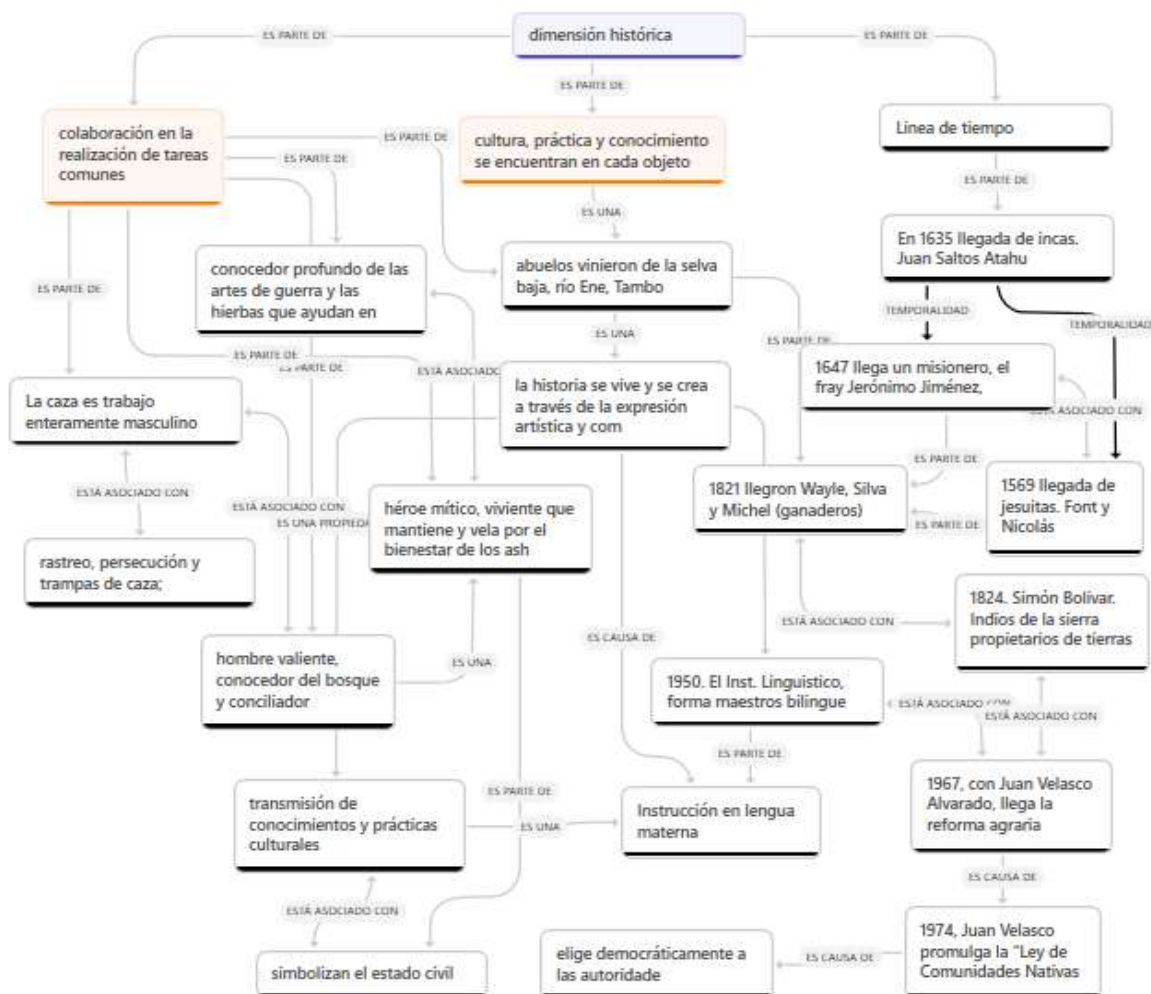 dimensión histórica
ES PARTE DE
ES PARTE DE
ES PARTE DE
colaboración en la
realización de tareas
comunes
cultura, práctica y conocimiento
se encuentran en cada objeto
Linea de tiempo
ES PARTE DE
ES PARTE DE
ES PARTE DE
ES UNA
En 1635 llegada de incas.
Juan Saltos Atahu
conocedor profundo de las
artes de guerra y las
hierbas que ayudan en
abuelos vinieron de la selva
baja, río Ene, Tambo
ES PARTE DE
TEMPORALIDAD
TEMPORALIDAD
ES UNA
ES PARTE DE
ES PARTE DE
ES PARTE DE
ESTÁ ASOCIADO
1647 llega un misionero, el
fray Jerónimo Jiménez,
La caza es trabajo
enteramente masculino
la historia se vive y se crea
a través de la expresión
artística y com
ASOCIADO CON
ES PARTE DE
ESTÁ ASOCIADO CON
1821 llegron Wayle, Silva
y Michel (ganaderos)
1569 llegada de
jesuitas. Font y
Nicolás
ESTÁ ASOCIADO CON
ES UNA PROPIEDA
héroe mítico, viviente que
mantiene y vela por el
bienestar de los ash
ES PARTE DE
rastreo, persecución y
trampas de caza;
1824. Simón Bolivar.
Indios de la sierra
propietarios de tierras
ESTÁ ASOCIADO CON
ES CAUSA DE
hombre valiente,
conocedor del bosque
y conciliador
ES UNA
1950. El Inst. Linguistico,
forma maestros bilingue
ESTÁ ASOCIADO CON
ESTÁ ASOCIADO CON
ES PARTE DE
1967, con Juan Velasco
Alvarado, llega la
reforma agraria
transmisión de
conocimientos y prácticas
culturales
ES PARTE DE
ES UNA
Instrucción en lengua
materna
ES CAUSA DE
ESTÁ ASOCIADO CON
1974, Juan Velasco
promulga la "Ley de
Comunidades Nativas
simbolizan el estado civil
elige democráticamente a
las autoridade
ES CAUSA DE